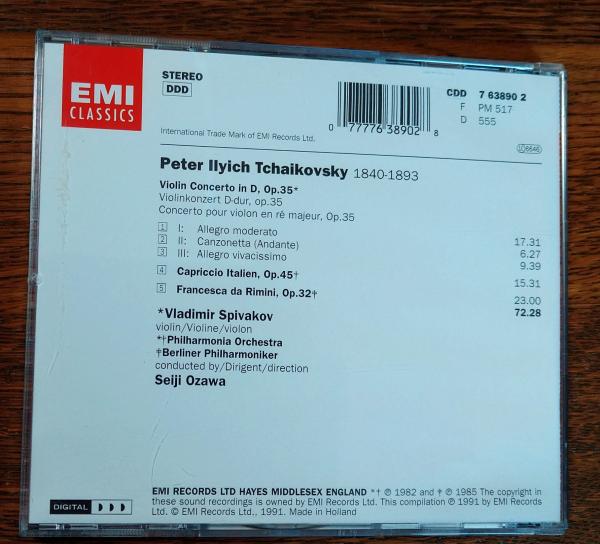 EMI
CLASSICS
STEREO
DDD
CDD 7 63890 2
F PM 517
D 555
0 77776 38902 8
International Trade Mark of EMI Records Ltd.
Peter Ilyich Tchaikovsky 1840-1893
Violin Concerto in D, Op.35*
Violinkonzert D-dur, op.35
Concerto pour violon en ré majeur, Op.35
1 I: Allegro moderato 17.31
2 II: Canzonetta (Andante) 6.27
3 III: Allegro vivacissimo 9.39
4 Capriccio Italien, Op.45† 15.31
5 Francesca da Rimini, Op.32† 23.00
72.28
*Vladimir Spivakov
violin/Violine/violon
*†Philharmonia Orchestra
†Berliner Philharmoniker
conducted by/Dirigent/direction
Seiji Ozawa
EMI RECORDS LTD HAYES MIDDLESEX ENGLAND *† ℗ 1982 and † ℗ 1985 The copyright in
these sound recordings is owned by EMI Records Ltd. This compilation ℗ 1991 by EMI Records
Ltd. © EMI Records Ltd., 1991. Made in Holland
DIGITAL DDD